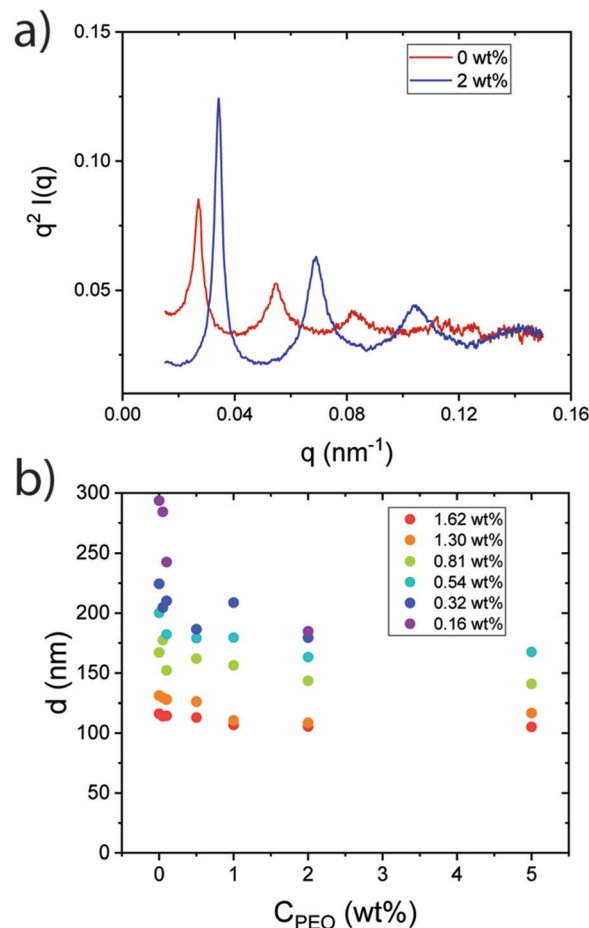 a)
0.15
0 wt%
2 wt%
0.10
q² I(q)
0.05
0.00
0.04
0.08
0.12
0.16
q (nm⁻¹)
b)
300
1.62 wt%
1.30 wt%
250
0.81 wt%
0.54 wt%
0.32 wt%
200
0.16 wt%
d (nm)
150
100
50
0
0
1
2
3
4
5
C_PEO (wt%)